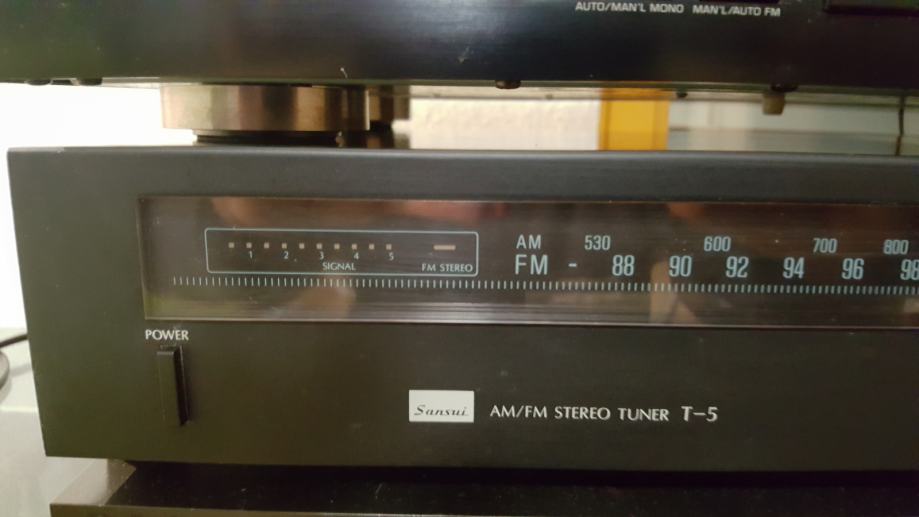 AUTO/MAN'L MONO MAN'L/AUTO FM
AM 530 600 700 800
1 2 3 4 5
SIGNAL FM STEREO
FM - 88 90 92 94 96 98
POWER
Sansui AM/FM STEREO TUNER T-5